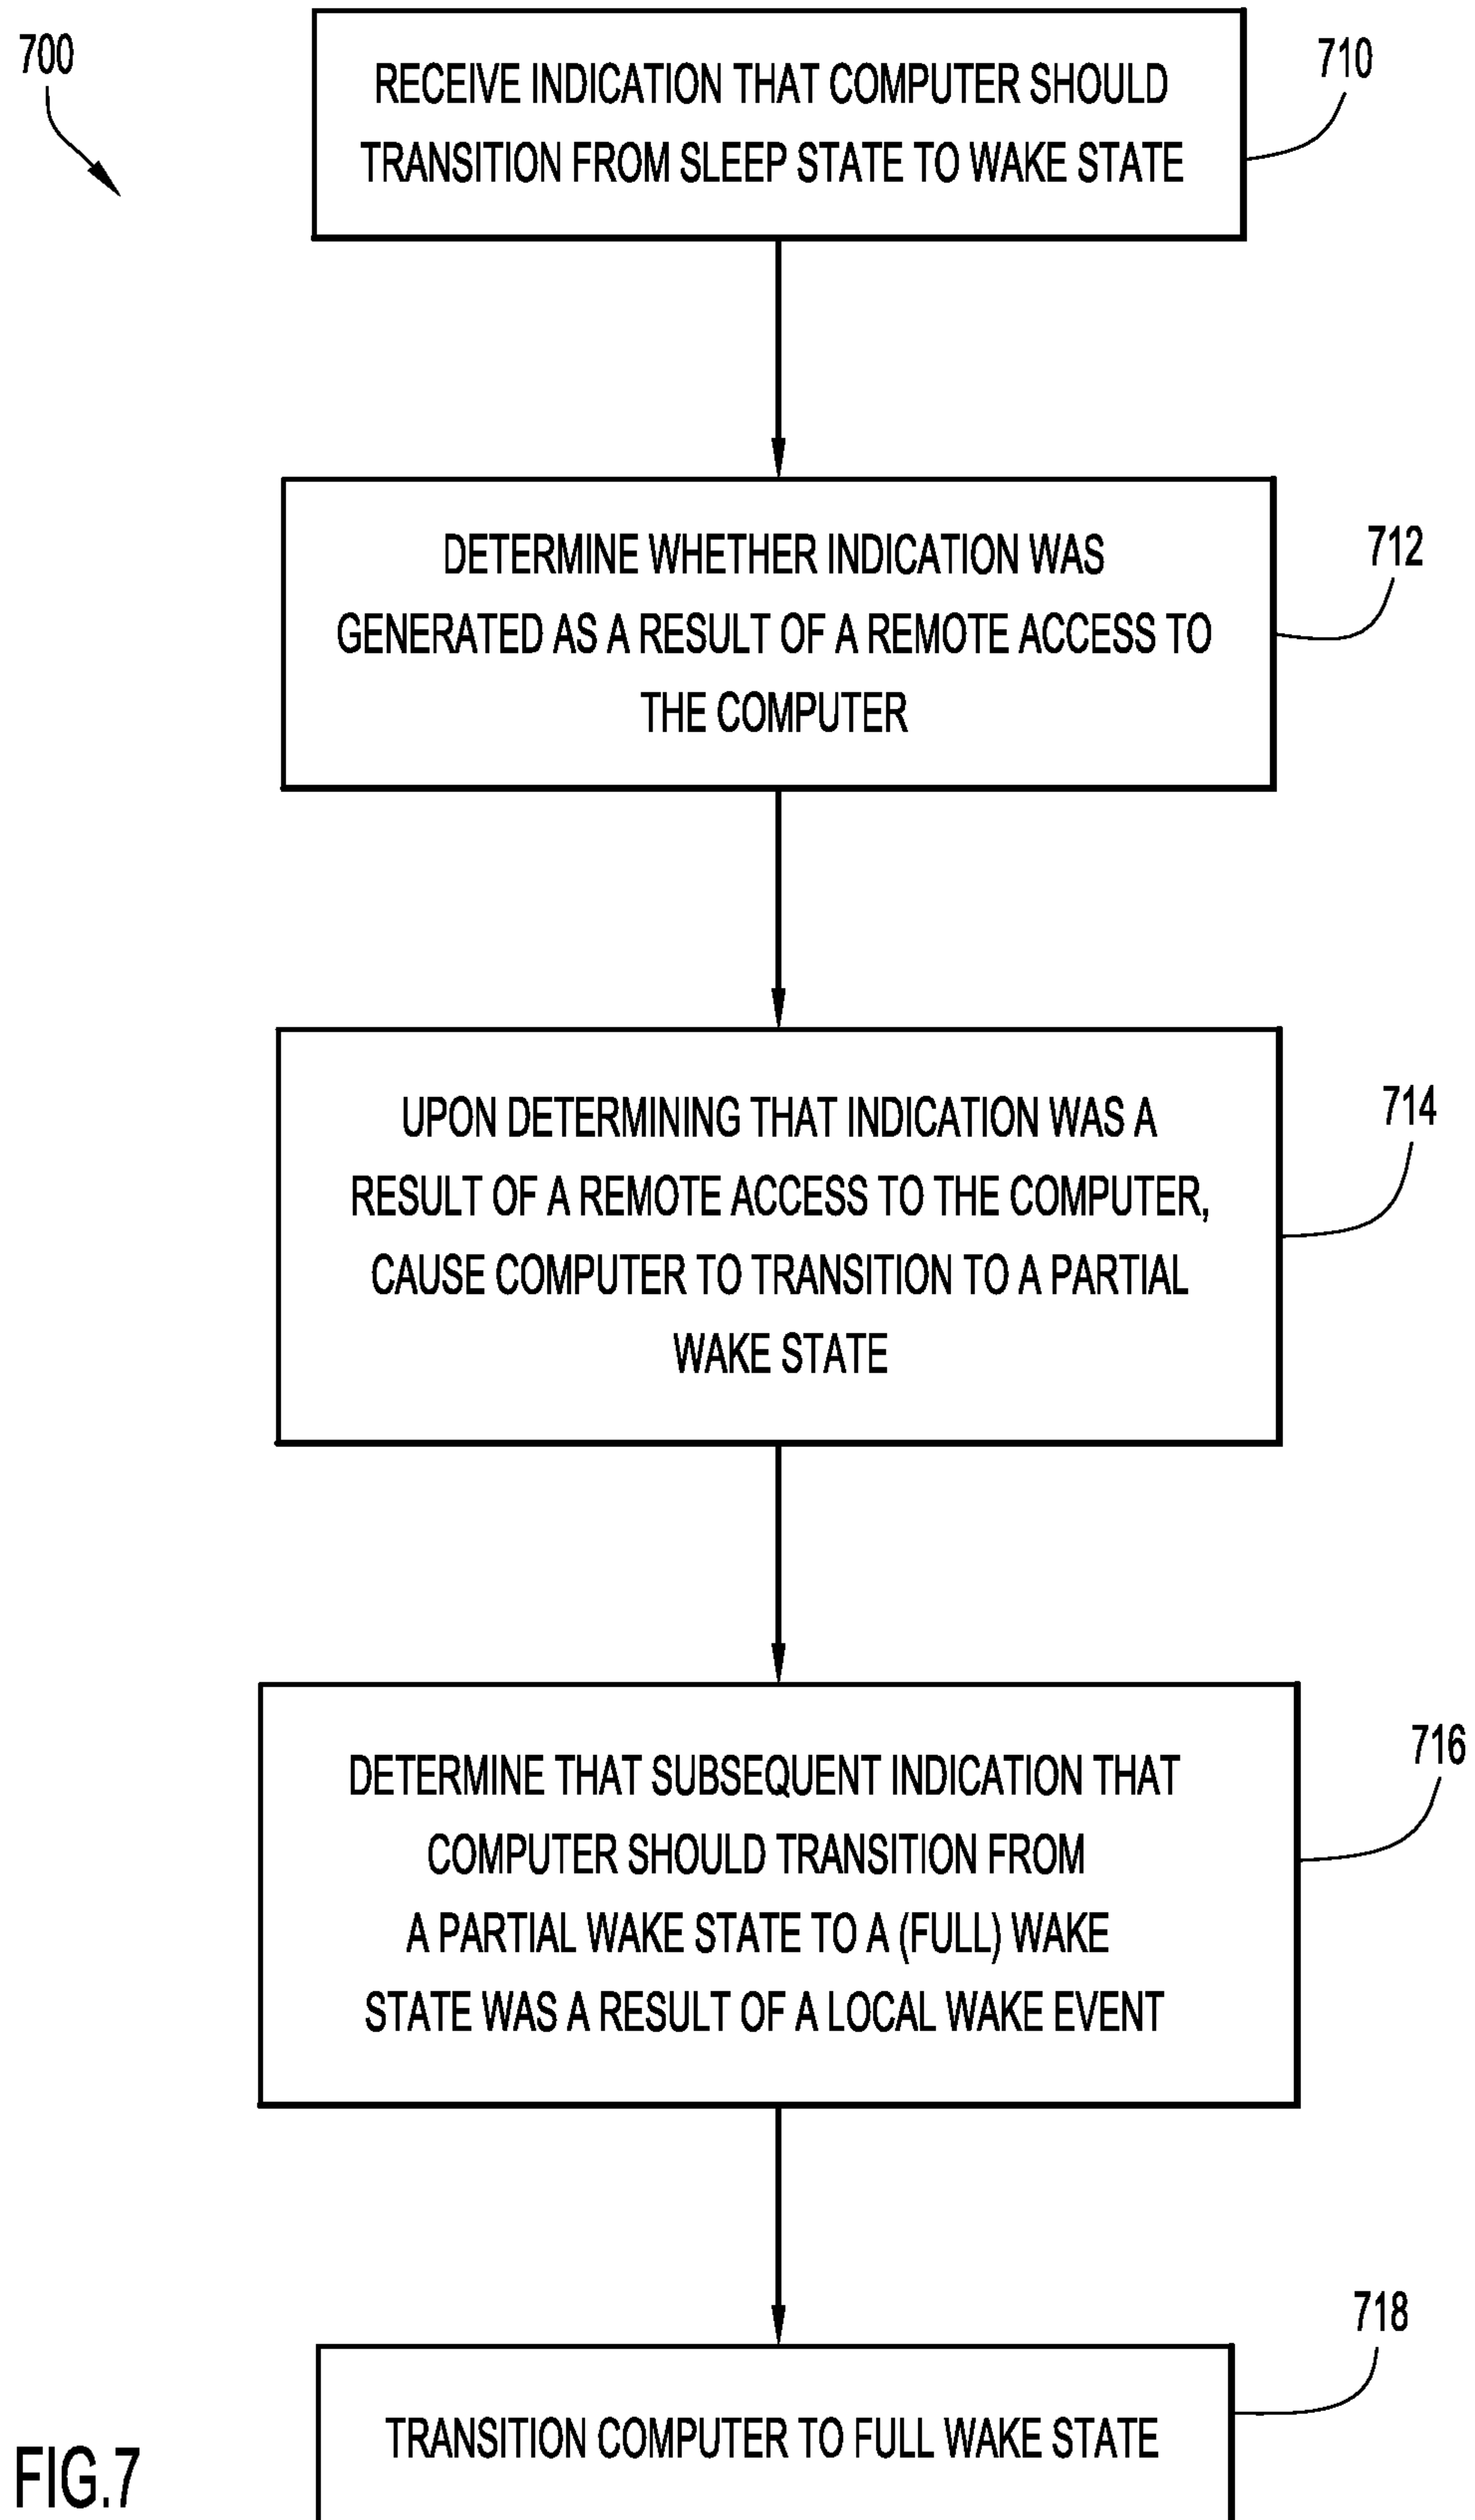 700
710
RECEIVE INDICATION THAT COMPUTER SHOULD
TRANSITION FROM SLEEP STATE TO WAKE STATE
712
DETERMINE WHETHER INDICATION WAS
GENERATED AS A RESULT OF A REMOTE ACCESS TO
THE COMPUTER
714
UPON DETERMINING THAT INDICATION WAS A
RESULT OF A REMOTE ACCESS TO THE COMPUTER,
CAUSE COMPUTER TO TRANSITION TO A PARTIAL
WAKE STATE
716
DETERMINE THAT SUBSEQUENT INDICATION THAT
COMPUTER SHOULD TRANSITION FROM
A PARTIAL WAKE STATE TO A (FULL) WAKE
STATE WAS A RESULT OF A LOCAL WAKE EVENT
718
TRANSITION COMPUTER TO FULL WAKE STATE
FIG.7